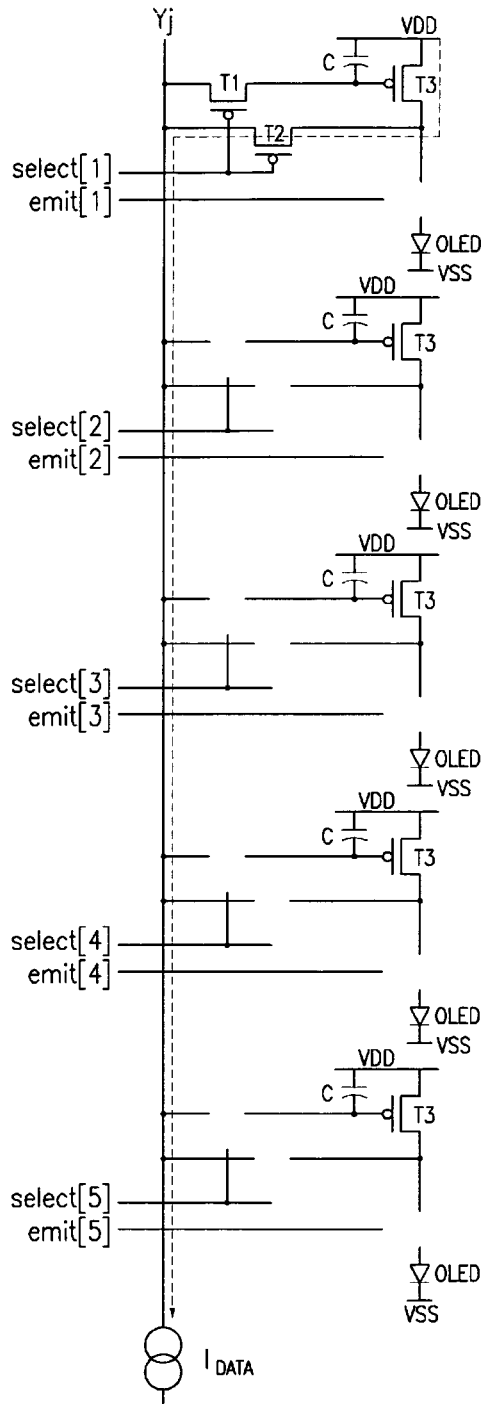 Yj
VDD
C
T1
T3
T2
select[1]
emit[1]
OLED
VSS
VDD
C
T3
select[2]
emit[2]
OLED
VSS
VDD
C
T3
select[3]
emit[3]
OLED
VSS
VDD
C
T3
select[4]
emit[4]
OLED
VSS
VDD
C
T3
select[5]
emit[5]
OLED
VSS
I DATA